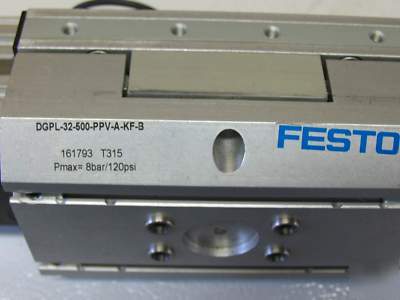 DGPL-32-500-PPV-A-KF-B
161793 T315
Pmax= 8bar/120psi
FESTO